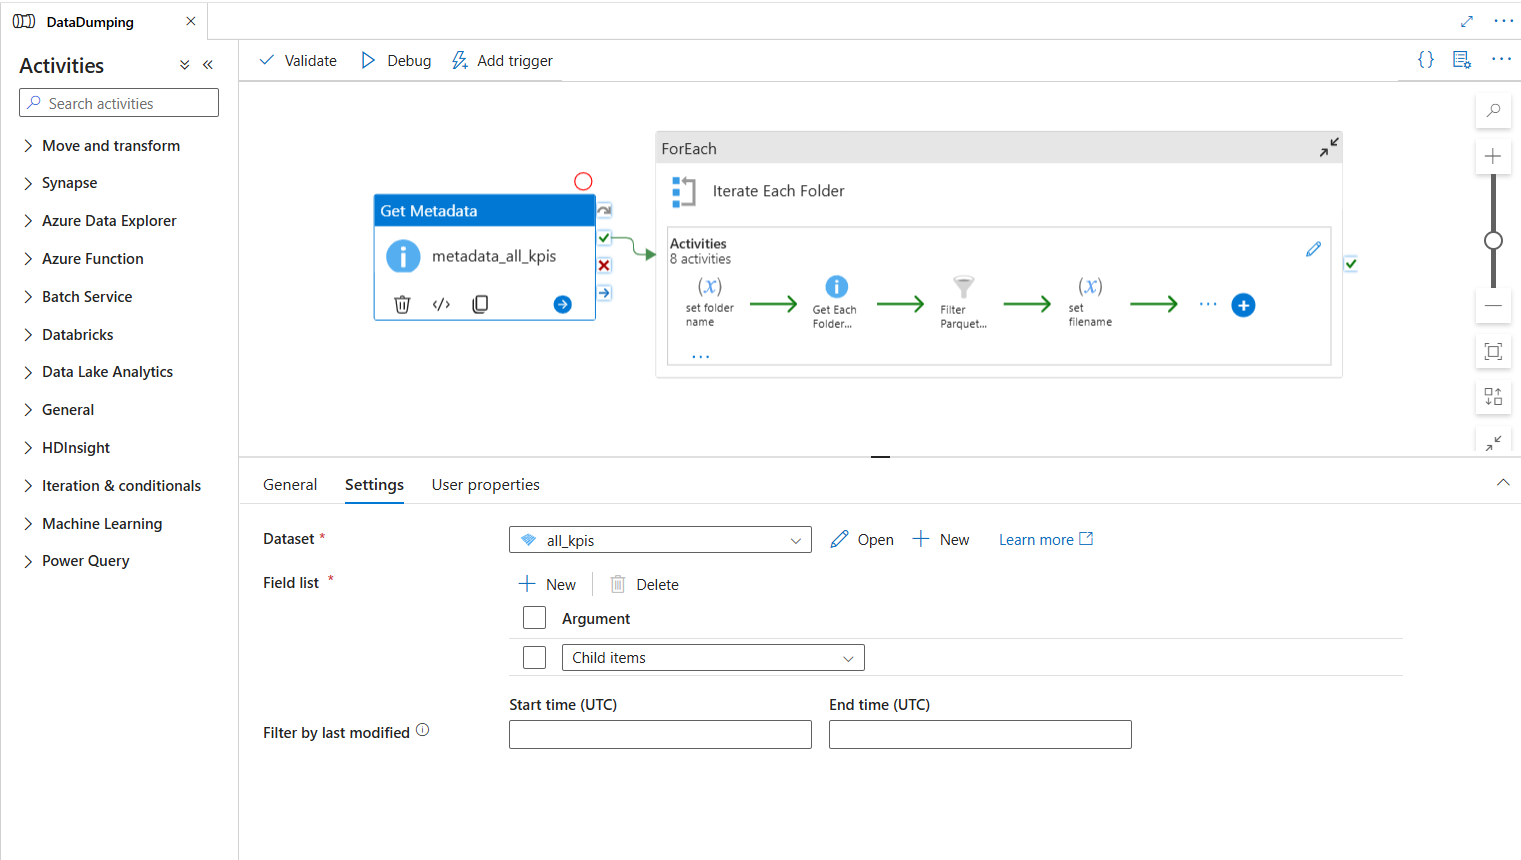 DataDumping
Activities
Search activities
Move and transform
Synapse
Azure Data Explorer
Azure Function
Batch Service
Databricks
Data Lake Analytics
General
HDInsight
Iteration & conditionals
Machine Learning
Power Query
Validate
Debug
Add trigger
Get Metadata
metadata_all_kpis
ForEach
Iterate Each Folder
Activities
8 activities
(x)
set folder
name
Get Each
Folder...
Filter
Parquet...
(x)
set
filename
General
Settings
User properties
Dataset *
all_kpis
Open
New
Learn more
Field list *
New
Delete
Argument
Child items
Start time (UTC)
End time (UTC)
Filter by last modified